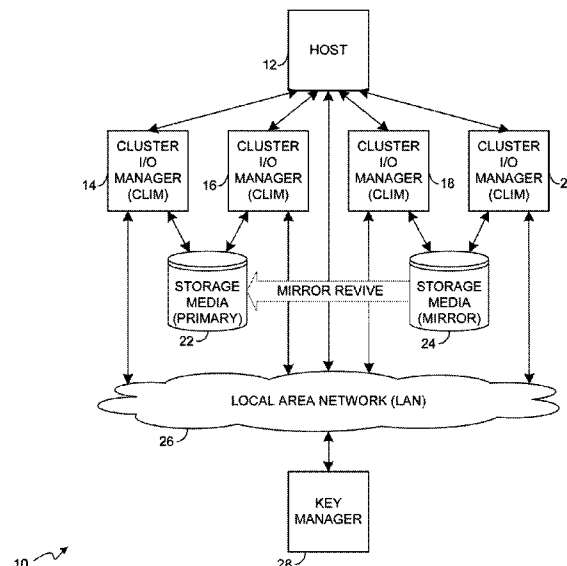 HOST
12
CLUSTER
I/O
MANAGER
(CLIM)
14
CLUSTER
I/O
MANAGER
(CLIM)
16
CLUSTER
I/O
MANAGER
(CLIM)
18
CLUSTER
I/O
MANAGER
(CLIM)
STORAGE
MEDIA
(PRIMARY)
22
MIRROR REVIVE
STORAGE
MEDIA
(MIRROR)
24
LOCAL AREA NETWORK (LAN)
26
KEY
MANAGER
28
10